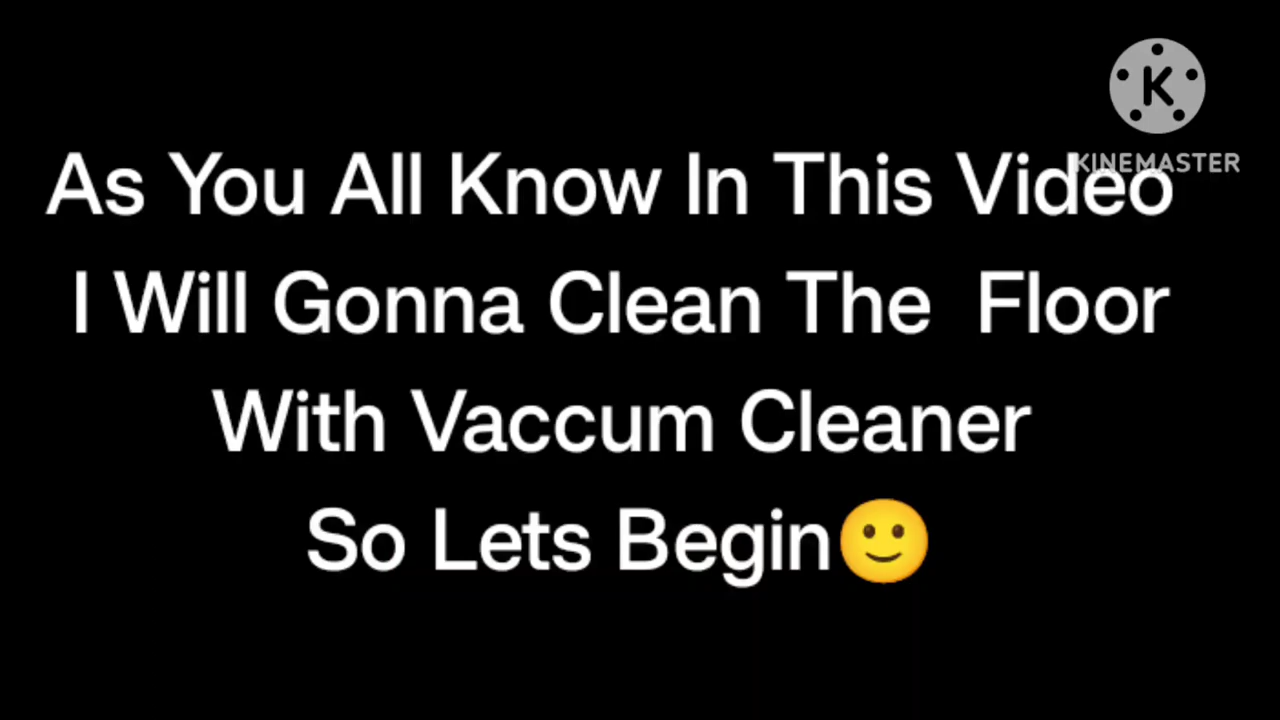 K
KINEMASTER
As You All Know In This Video
I Will Gonna Clean The  Floor
With Vaccum Cleaner
So Lets Begin🙂